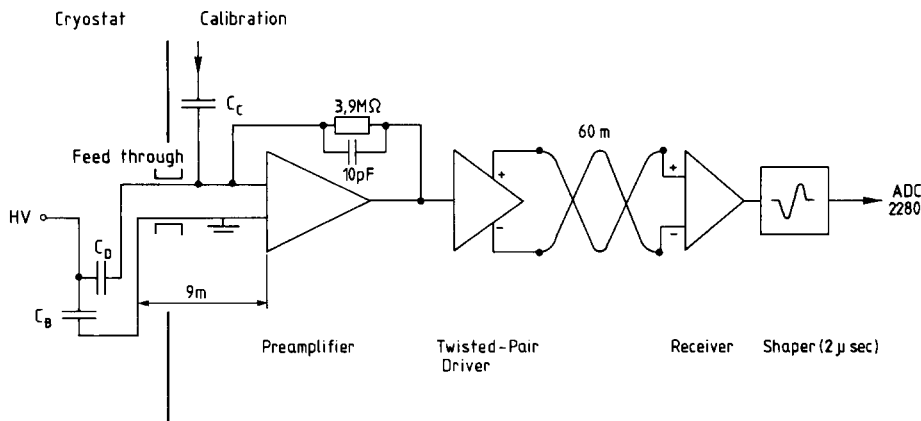 Cryostat
Calibration
C_C
3,9MΩ
10pF
60 m
Feed through
+
-
+
-
ADC
2280
HV
C_D
C_B
9m
Preamplifier
Twisted-Pair
Driver
Receiver
Shaper (2 μ sec)